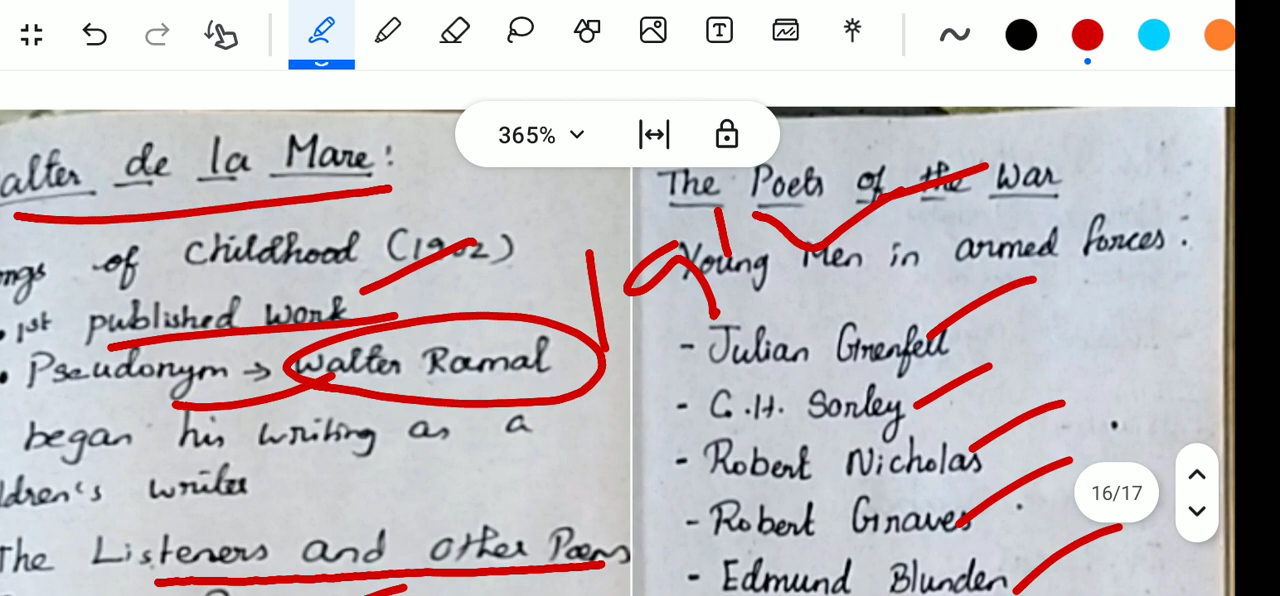 365%
alter de la Mare:
ongs of Childhood (1902)
1st published work
Pseudonym → Walter Ramal
began his writing as a
ldren's writer
The Listeners and Other Poems
The Poets of the War
Young Men in armed forces:
- Julian Grenfell
- C.H. Sorley
- Robert Nicholas
- Robert Graves
- Edmund Blunden
16/17